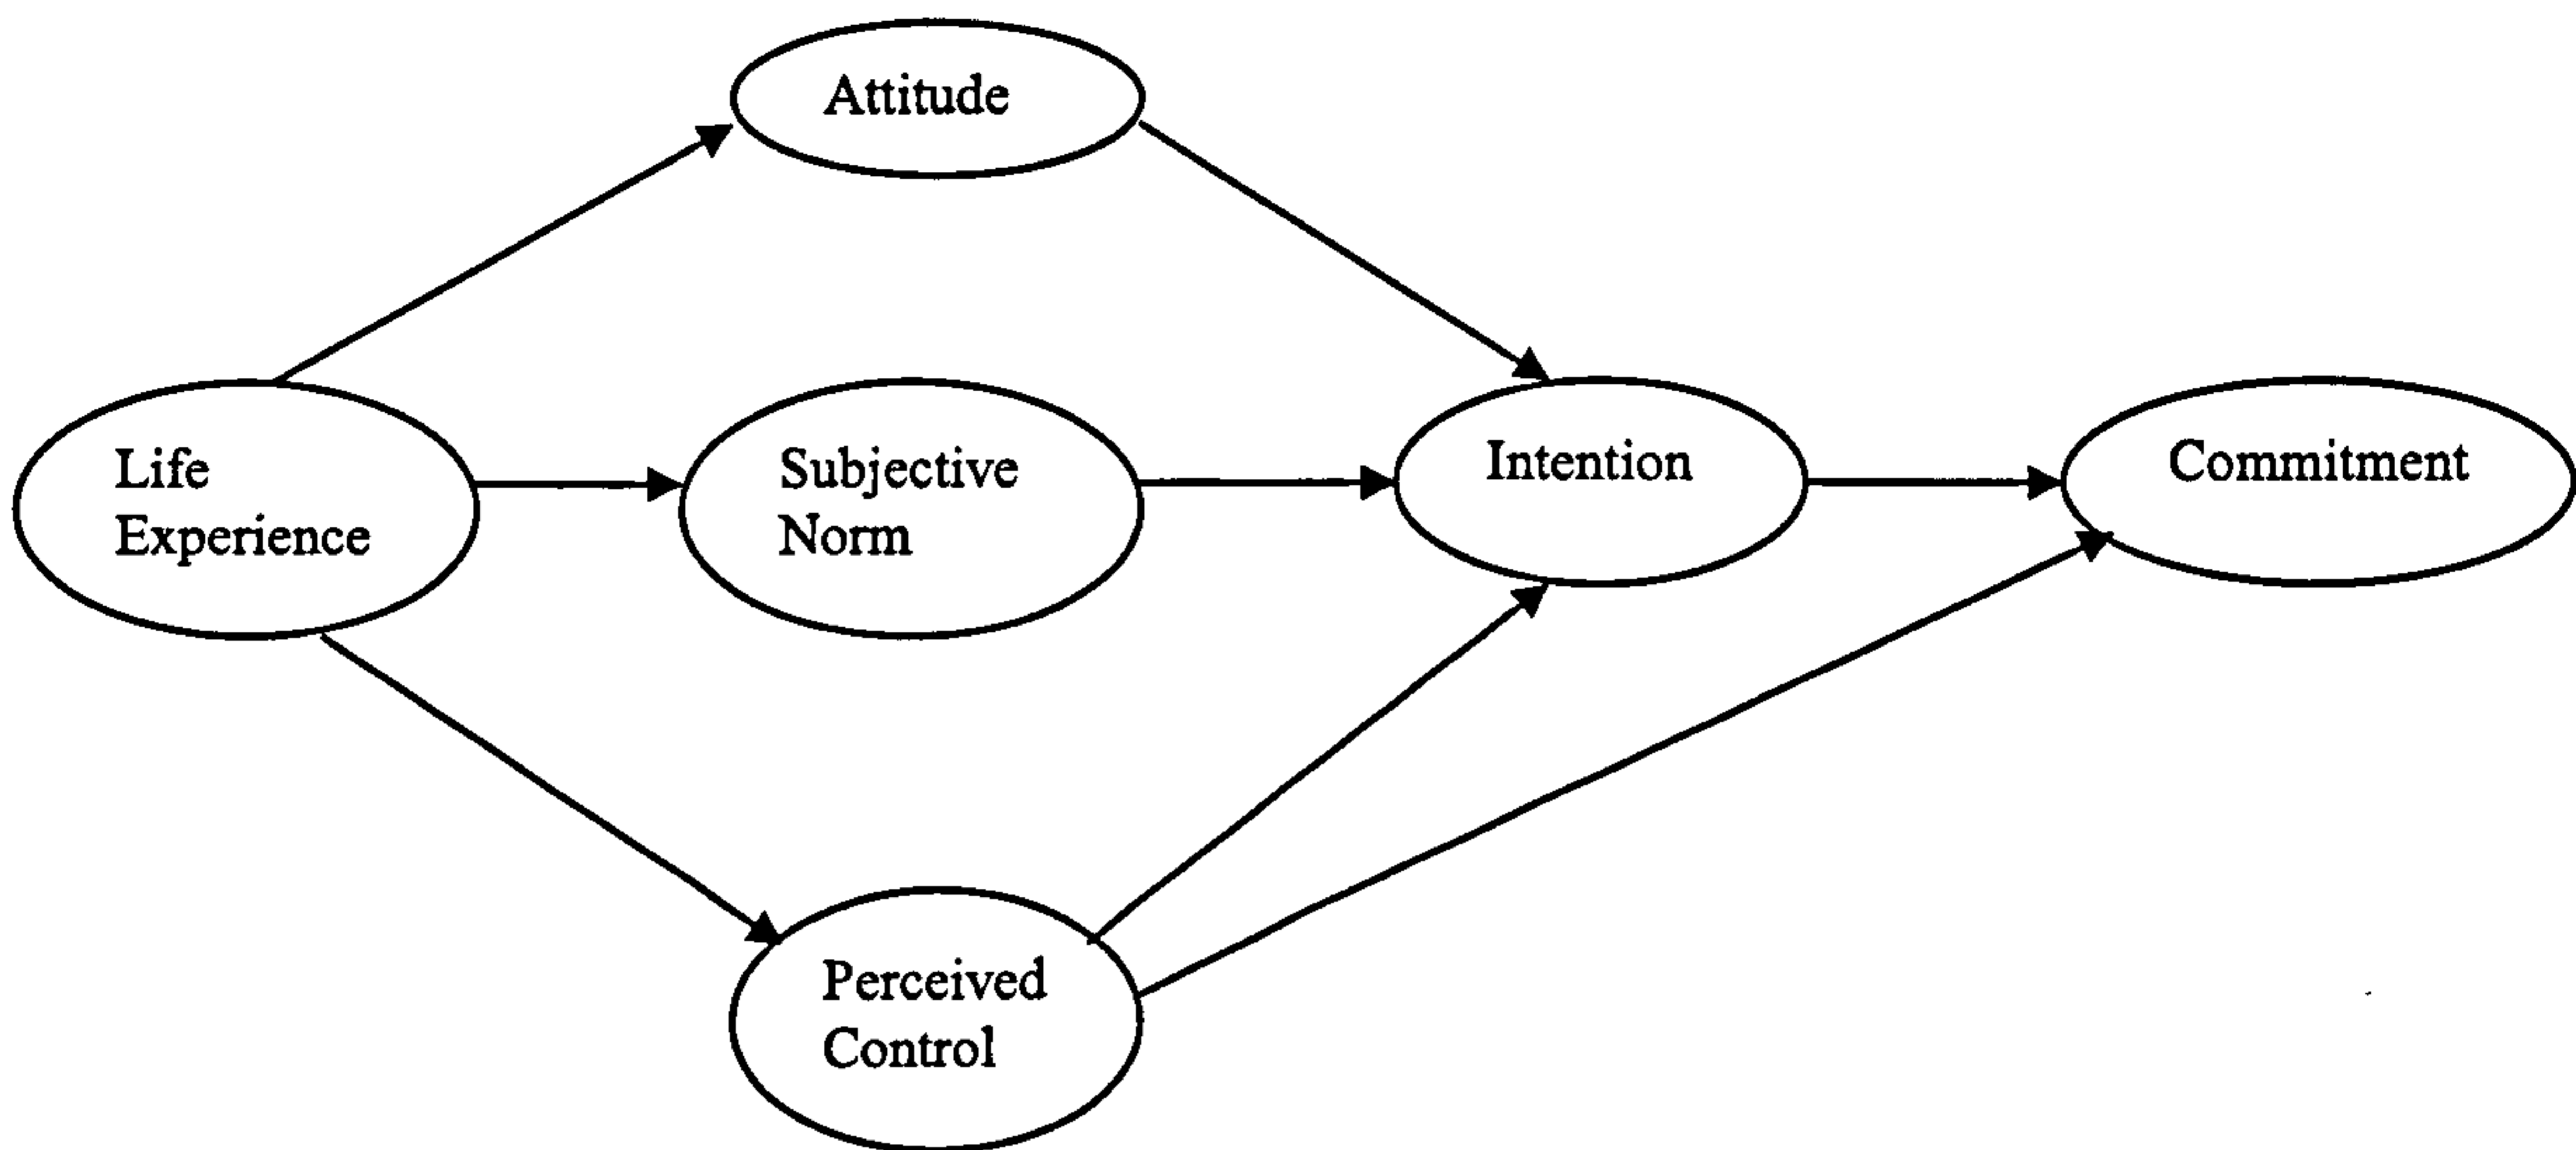 Attitude
Life
Experience
Subjective
Norm
Intention
Commitment
Perceived
Control